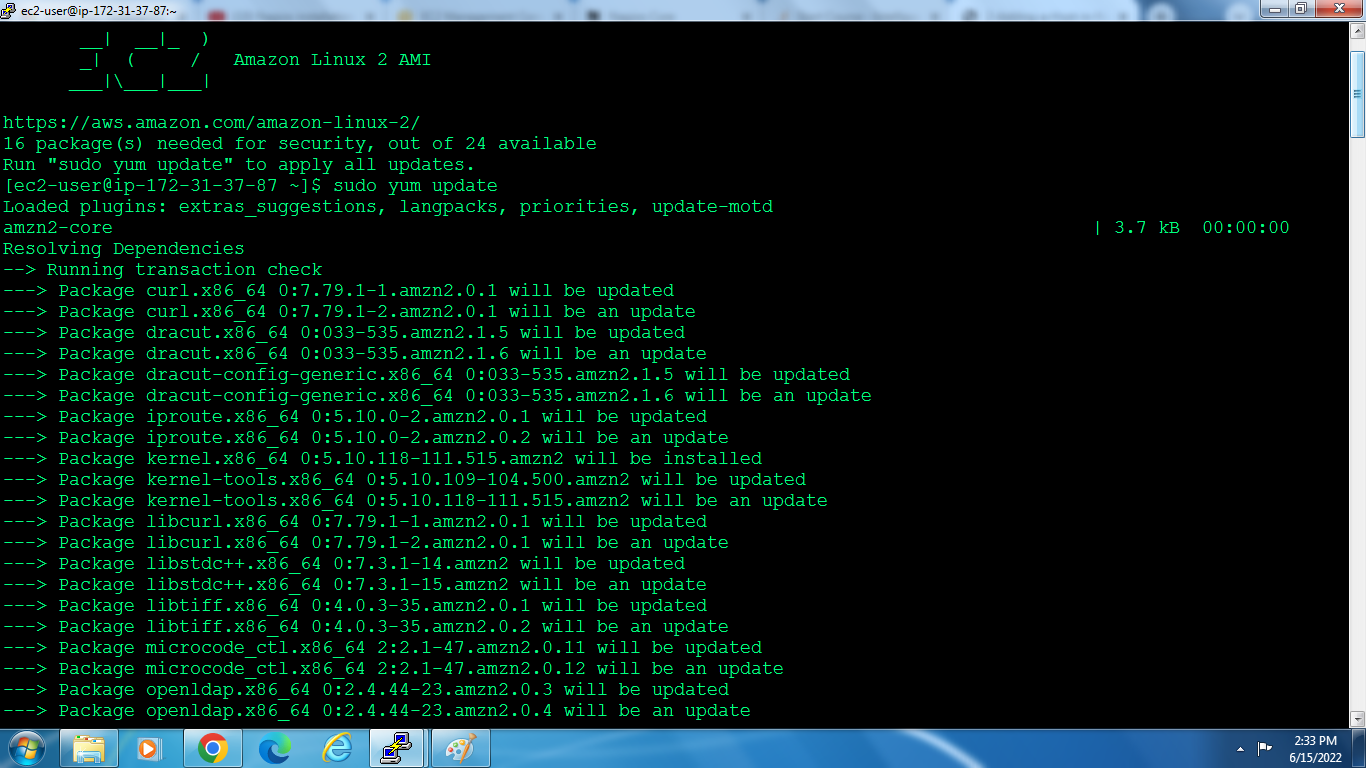 ec2-user@ip-172-31-37-87:~
__|  __|_  )
_|  (     /   Amazon Linux 2 AMI
___|\___|___|
https://aws.amazon.com/amazon-linux-2/
16 package(s) needed for security, out of 24 available
Run "sudo yum update" to apply all updates.
[ec2-user@ip-172-31-37-87 ~]$ sudo yum update
Loaded plugins: extras_suggestions, langpacks, priorities, update-motd
amzn2-core | 3.7 kB 00:00:00
Resolving Dependencies
--> Running transaction check
---> Package curl.x86_64 0:7.79.1-1.amzn2.0.1 will be updated
---> Package curl.x86_64 0:7.79.1-2.amzn2.0.1 will be an update
---> Package dracut.x86_64 0:033-535.amzn2.1.5 will be updated
---> Package dracut.x86_64 0:033-535.amzn2.1.6 will be an update
---> Package dracut-config-generic.x86_64 0:033-535.amzn2.1.5 will be updated
---> Package dracut-config-generic.x86_64 0:033-535.amzn2.1.6 will be an update
---> Package iproute.x86_64 0:5.10.0-2.amzn2.0.1 will be updated
---> Package iproute.x86_64 0:5.10.0-2.amzn2.0.2 will be an update
---> Package kernel.x86_64 0:5.10.118-111.515.amzn2 will be installed
---> Package kernel-tools.x86_64 0:5.10.109-104.500.amzn2 will be updated
---> Package kernel-tools.x86_64 0:5.10.118-111.515.amzn2 will be an update
---> Package libcurl.x86_64 0:7.79.1-1.amzn2.0.1 will be updated
---> Package libcurl.x86_64 0:7.79.1-2.amzn2.0.1 will be an update
---> Package libstdc++.x86_64 0:7.3.1-14.amzn2 will be updated
---> Package libstdc++.x86_64 0:7.3.1-15.amzn2 will be an update
---> Package libtiff.x86_64 0:4.0.3-35.amzn2.0.1 will be updated
---> Package libtiff.x86_64 0:4.0.3-35.amzn2.0.2 will be an update
---> Package microcode_ctl.x86_64 2:2.1-47.amzn2.0.11 will be updated
---> Package microcode_ctl.x86_64 2:2.1-47.amzn2.0.12 will be an update
---> Package openldap.x86_64 0:2.4.44-23.amzn2.0.3 will be updated
---> Package openldap.x86_64 0:2.4.44-23.amzn2.0.4 will be an update
2:33 PM
6/15/2022